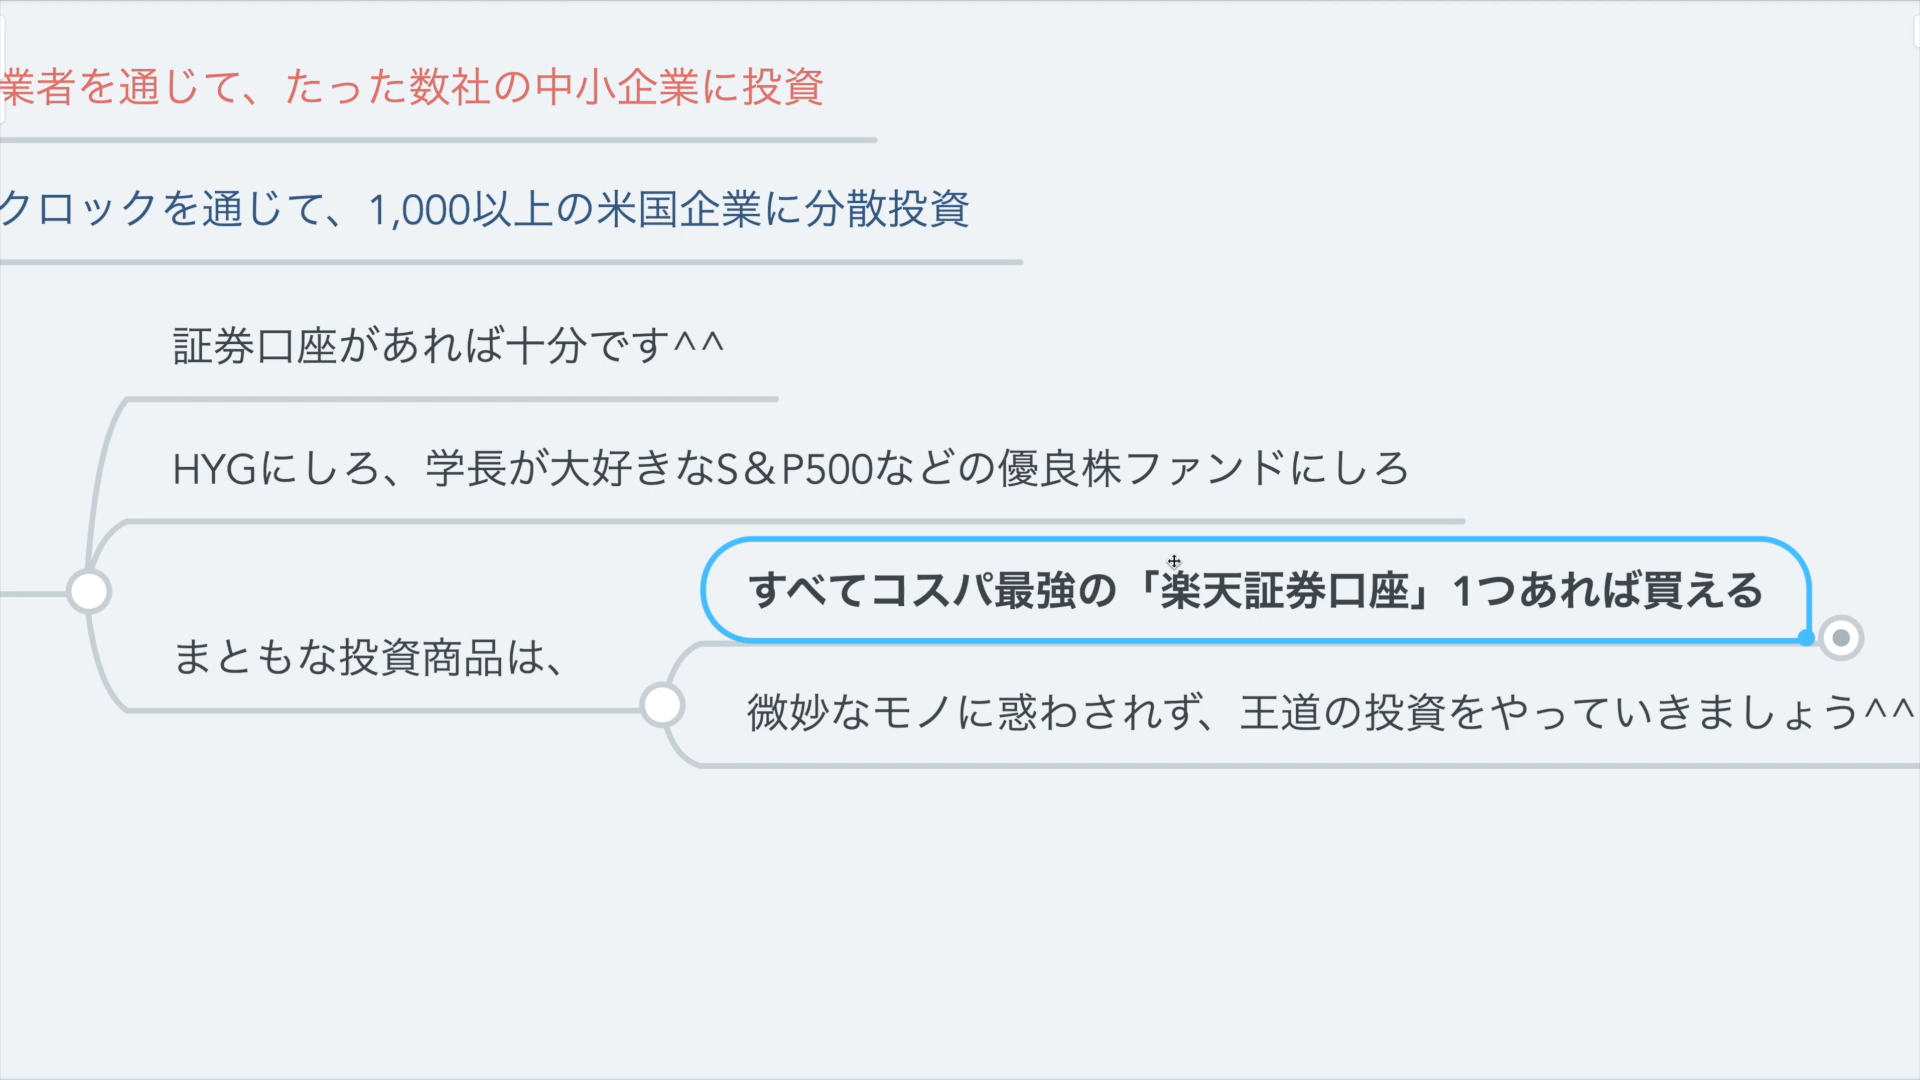 業者を通じて、たった数社の中小企業に投資
クロックを通じて、1,000以上の米国企業に分散投資
証券口座があれば十分です^^
HYGにしろ、学長が大好きなS＆P500などの優良株ファンドにしろ
すべてコスパ最強の「楽天証券口座」1つあれば買える
まともな投資商品は、
微妙なモノに惑わされず、王道の投資をやっていきましょう^^